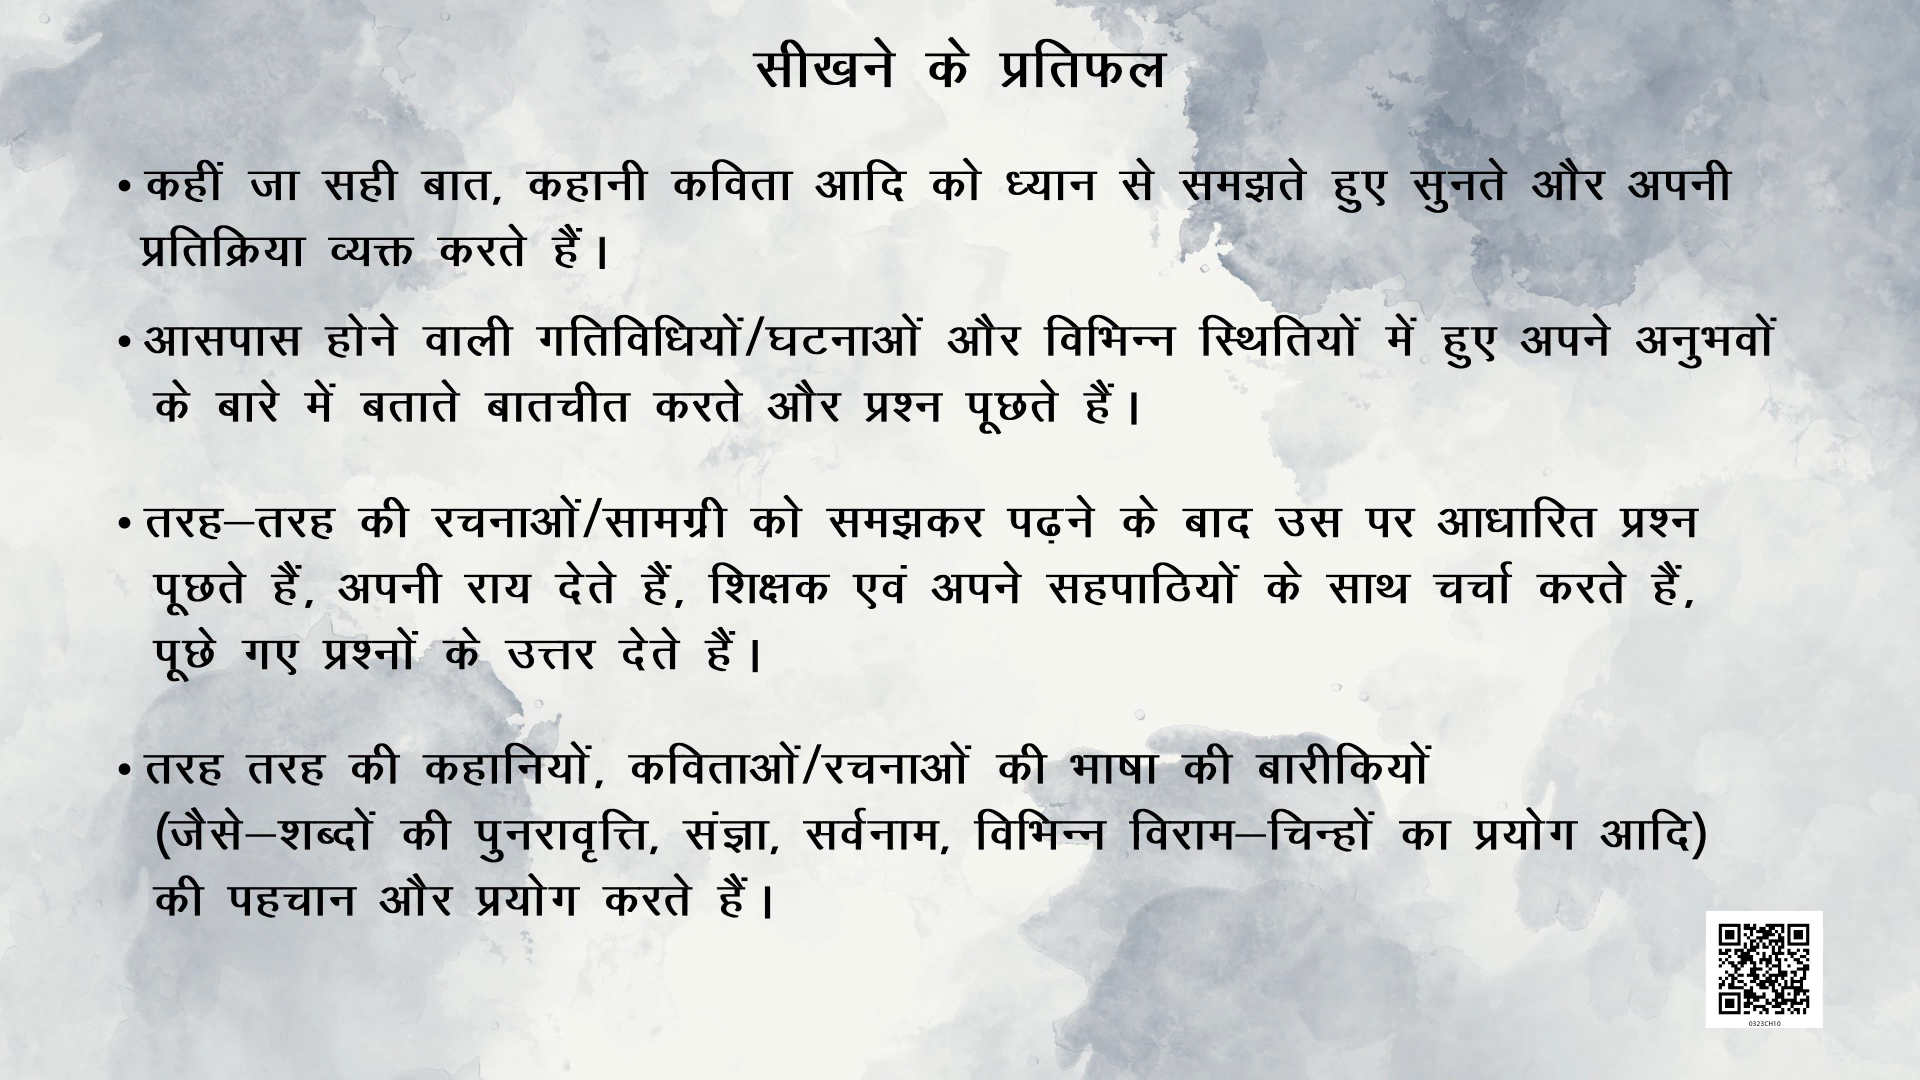 सीखने के प्रतिफल
• कहीं जा सही बात, कहानी कविता आदि को ध्यान से समझते हुए सुनते और अपनी
प्रतिक्रिया व्यक्त करते हैं।
• आसपास होने वाली गतिविधियों/घटनाओं और विभिन्न स्थितियों में हुए अपने अनुभवों
के बारे में बताते बातचीत करते और प्रश्न पूछते हैं।
• तरह–तरह की रचनाओं/सामग्री को समझकर पढ़ने के बाद उस पर आधारित प्रश्न
पूछते हैं, अपनी राय देते हैं, शिक्षक एवं अपने सहपाठियों के साथ चर्चा करते हैं,
पूछे गए प्रश्नों के उत्तर देते हैं।
• तरह तरह की कहानियों, कविताओं/रचनाओं की भाषा की बारीकियों
(जैसे–शब्दों की पुनरावृत्ति, संज्ञा, सर्वनाम, विभिन्न विराम–चिन्हों का प्रयोग आदि)
की पहचान और प्रयोग करते हैं।
0323CH10